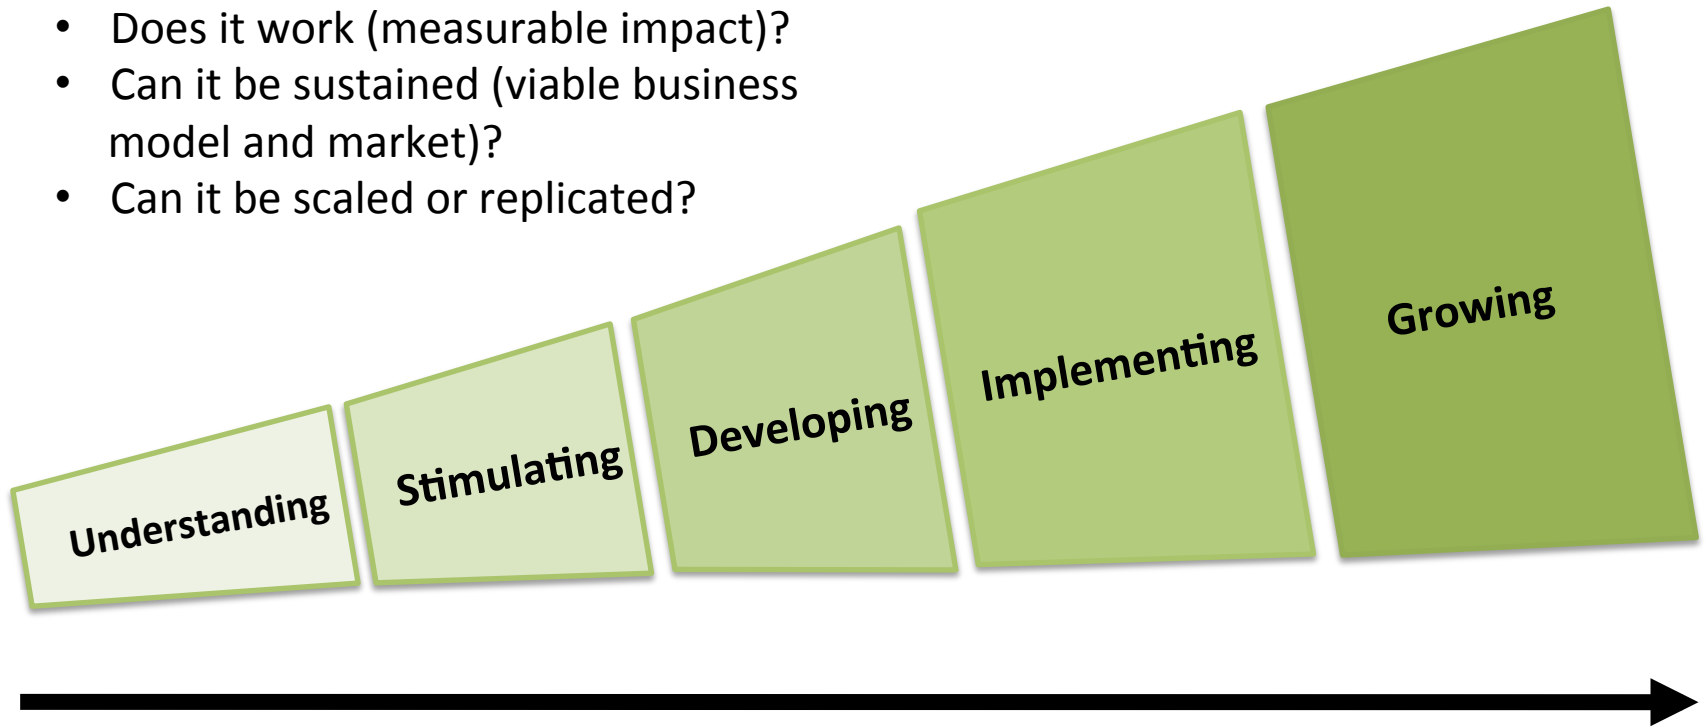 • Does it work (measurable impact)?
• Can it be sustained (viable business
model and market)?
• Can it be scaled or replicated?
Understanding
Stimulating
Developing
Implementing
Growing